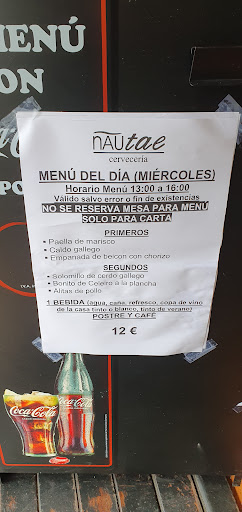 MENÚ
ON
PO
nAUtae
cervecería
MENÚ DEL DÍA (MIÉRCOLES)
Horario Menú 13:00 a 16:00
Válido salvo error o fin de existencias
NO SE RESERVA MESA PARA MENÚ
SOLO PARA CARTA
PRIMEROS
• Paella de marisco
• Caldo gallego
• Empanada de beicon con chorizo
SEGUNDOS
• Solomillo de cerdo gallego
• Bonito de Celeiro a la plancha
• Alitas de pollo
1 BEBIDA (agua, caña, refresco, copa de vino
de la casa tinto o blanco, tinto de verano)
POSTRE Y CAFÉ
12 €
Coca-Cola
Coca-Cola